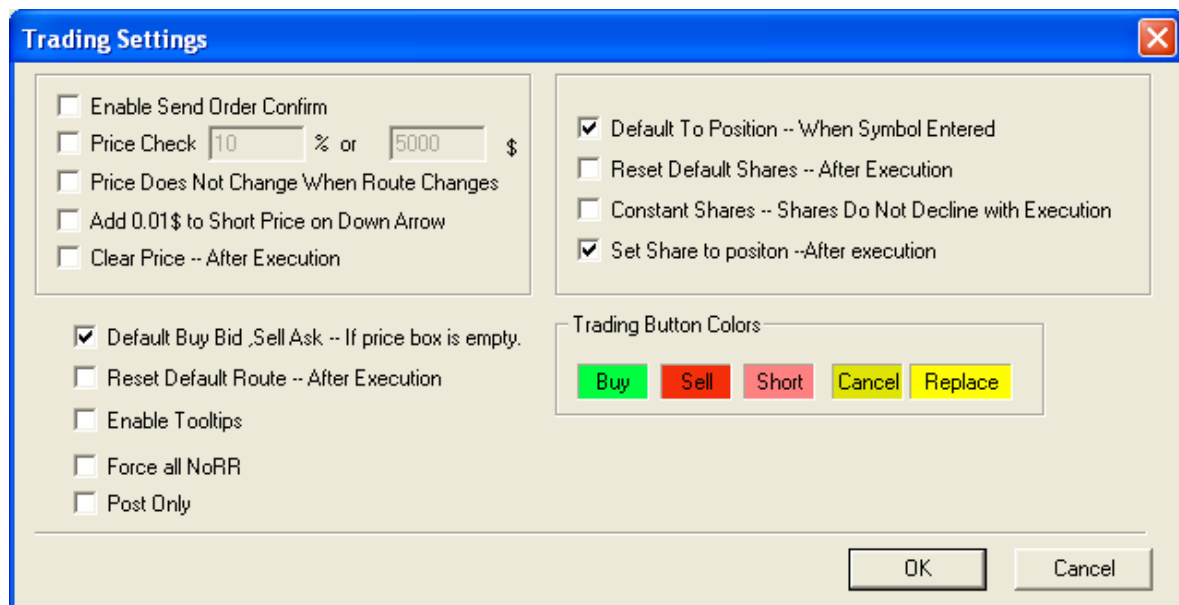 Trading Settings
Enable Send Order Confirm
Price Check 10 % or 5000 $
Price Does Not Change When Route Changes
Add 0.01$ to Short Price on Down Arrow
Clear Price -- After Execution
Default To Position -- When Symbol Entered
Reset Default Shares -- After Execution
Constant Shares -- Shares Do Not Decline with Execution
Set Share to positon --After execution
Default Buy Bid ,Sell Ask -- If price box is empty.
Reset Default Route -- After Execution
Enable Tooltips
Force all NoRR
Post Only
Trading Button Colors
Buy Sell Short Cancel Replace
OK Cancel